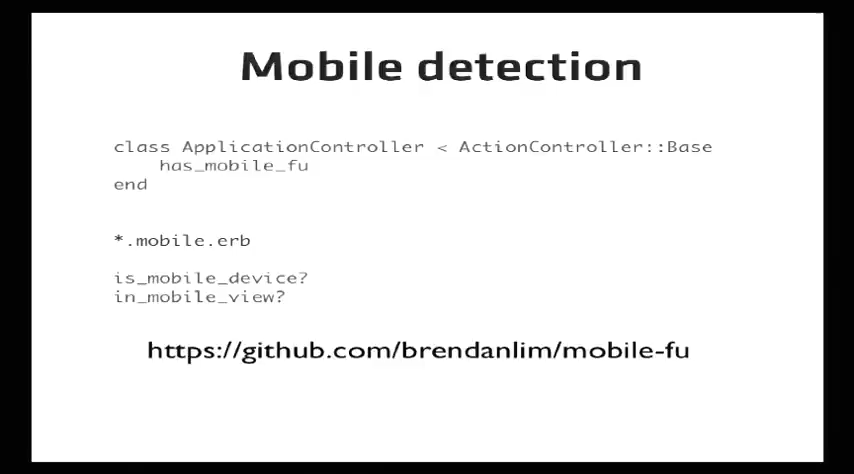 Mobile detection
class ApplicationController < ActionController::Base
    has_mobile_fu
end
*.mobile.erb
is_mobile_device?
in_mobile_view?
https://github.com/brendanlim/mobile-fu